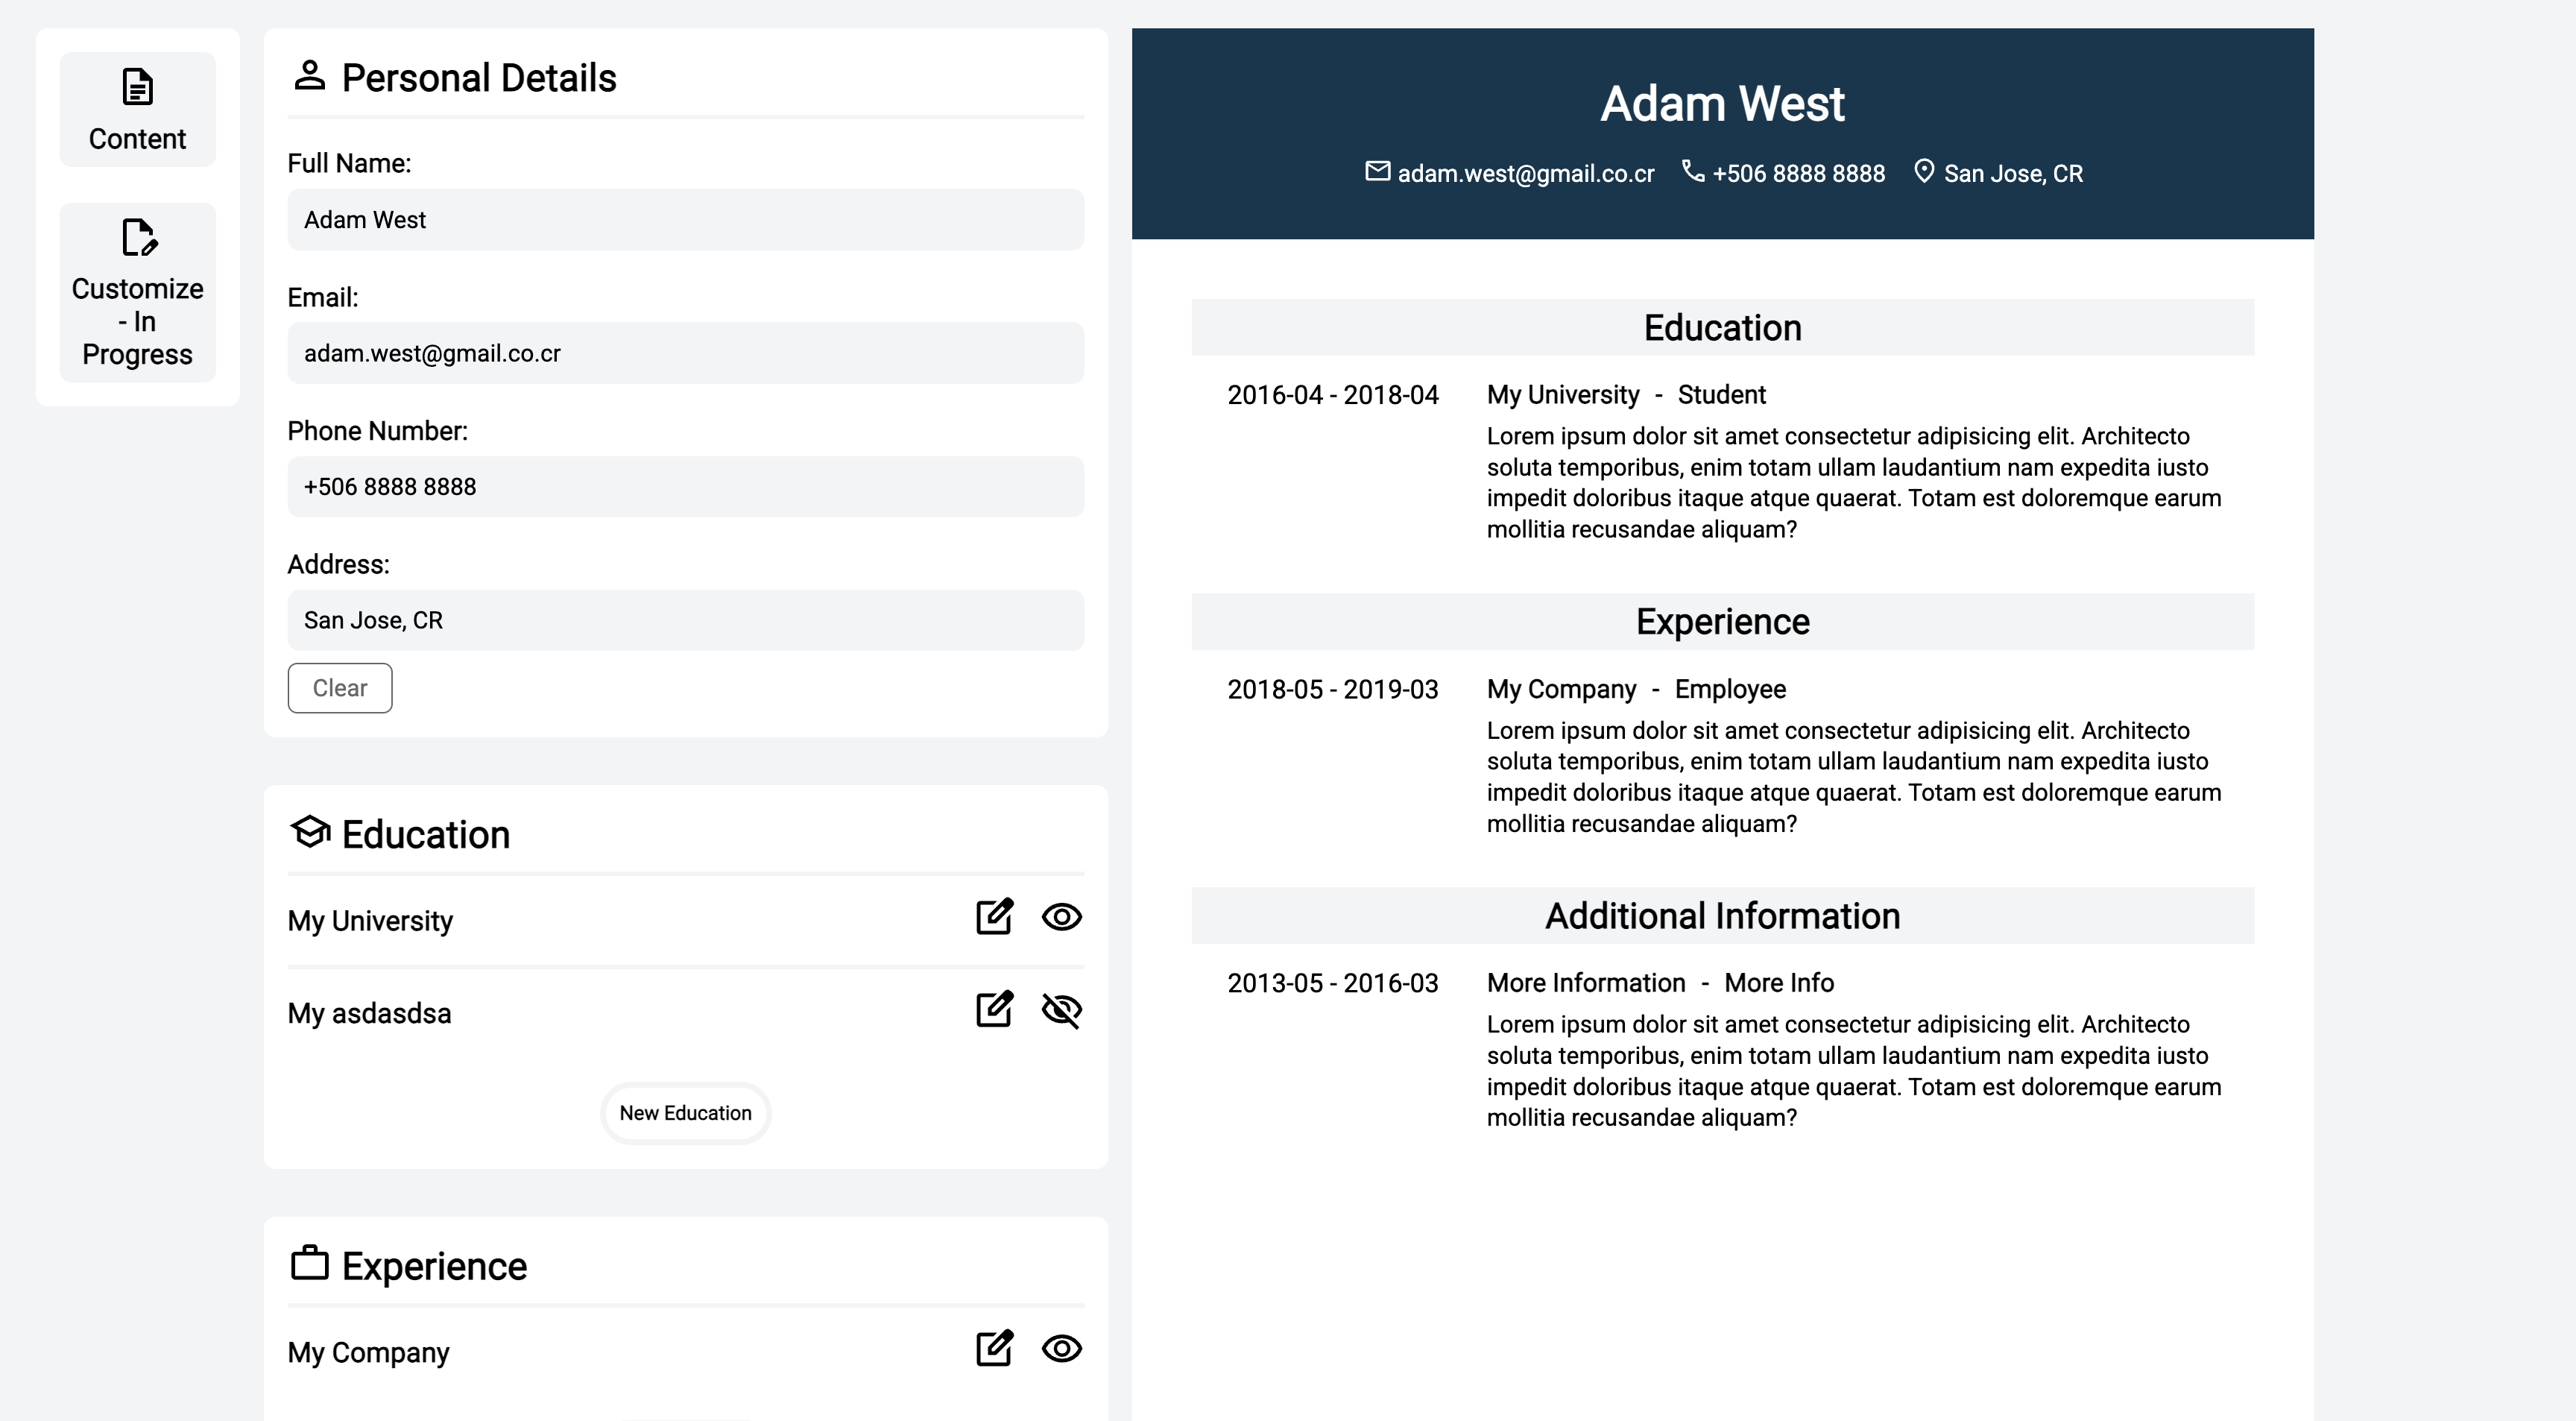 Content
Customize
- In
Progress
Personal Details
Full Name:
Adam West
Email:
adam.west@gmail.co.cr
Phone Number:
+506 8888 8888
Address:
San Jose, CR
Clear
Education
My University
My asdasdsa
New Education
Experience
My Company
Adam West
adam.west@gmail.co.cr +506 8888 8888 San Jose, CR
Education
2016-04 - 2018-04 My University - Student
Lorem ipsum dolor sit amet consectetur adipisicing elit. Architecto
soluta temporibus, enim totam ullam laudantium nam expedita iusto
impedit doloribus itaque atque quaerat. Totam est doloremque earum
mollitia recusandae aliquam?
Experience
2018-05 - 2019-03 My Company - Employee
Lorem ipsum dolor sit amet consectetur adipisicing elit. Architecto
soluta temporibus, enim totam ullam laudantium nam expedita iusto
impedit doloribus itaque atque quaerat. Totam est doloremque earum
mollitia recusandae aliquam?
Additional Information
2013-05 - 2016-03 More Information - More Info
Lorem ipsum dolor sit amet consectetur adipisicing elit. Architecto
soluta temporibus, enim totam ullam laudantium nam expedita iusto
impedit doloribus itaque atque quaerat. Totam est doloremque earum
mollitia recusandae aliquam?